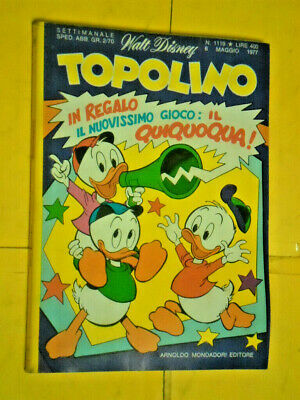 SETTIMANALE
SPED. ABB. GR. 2/70
Walt Disney
N. 1119 ★ LIRE 400
8 MAGGIO 1977
TOPOLINO
IN REGALO
IL NUOVISSIMO GIOCO: IL
QUIQUOQUA!
ARNOLDO MONDADORI EDITORE